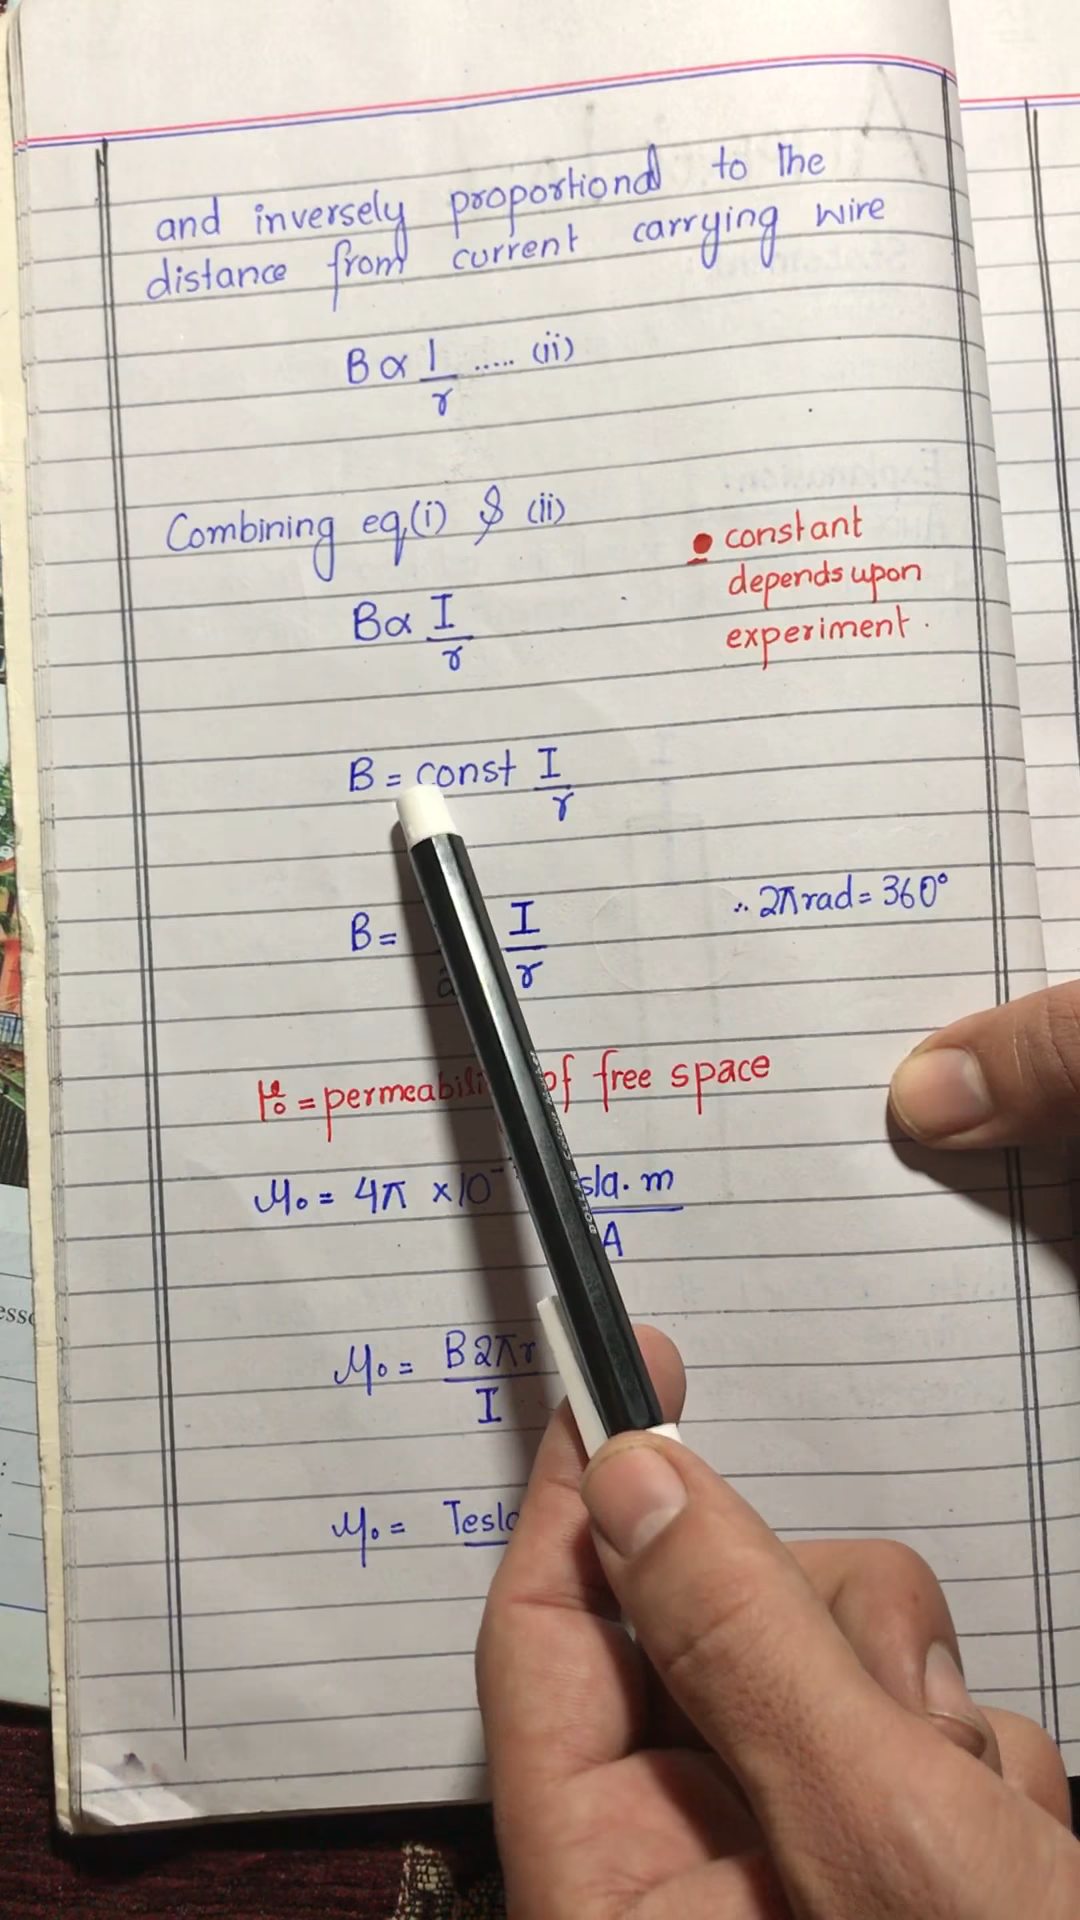 and inversely proportional to the
distance from current carrying wire
B ∝ 1/r ..... (ii)
Combining eq(i) & (ii)
• constant
depends upon
experiment.
B ∝ I/r
B = const I/r
B = I/r
∴ 2π rad = 360°
μ₀ = permeabili of free space
μ₀ = 4π ×10⁻ sla.m/A
μ₀ = B2πr/I
μ₀ = Tesla